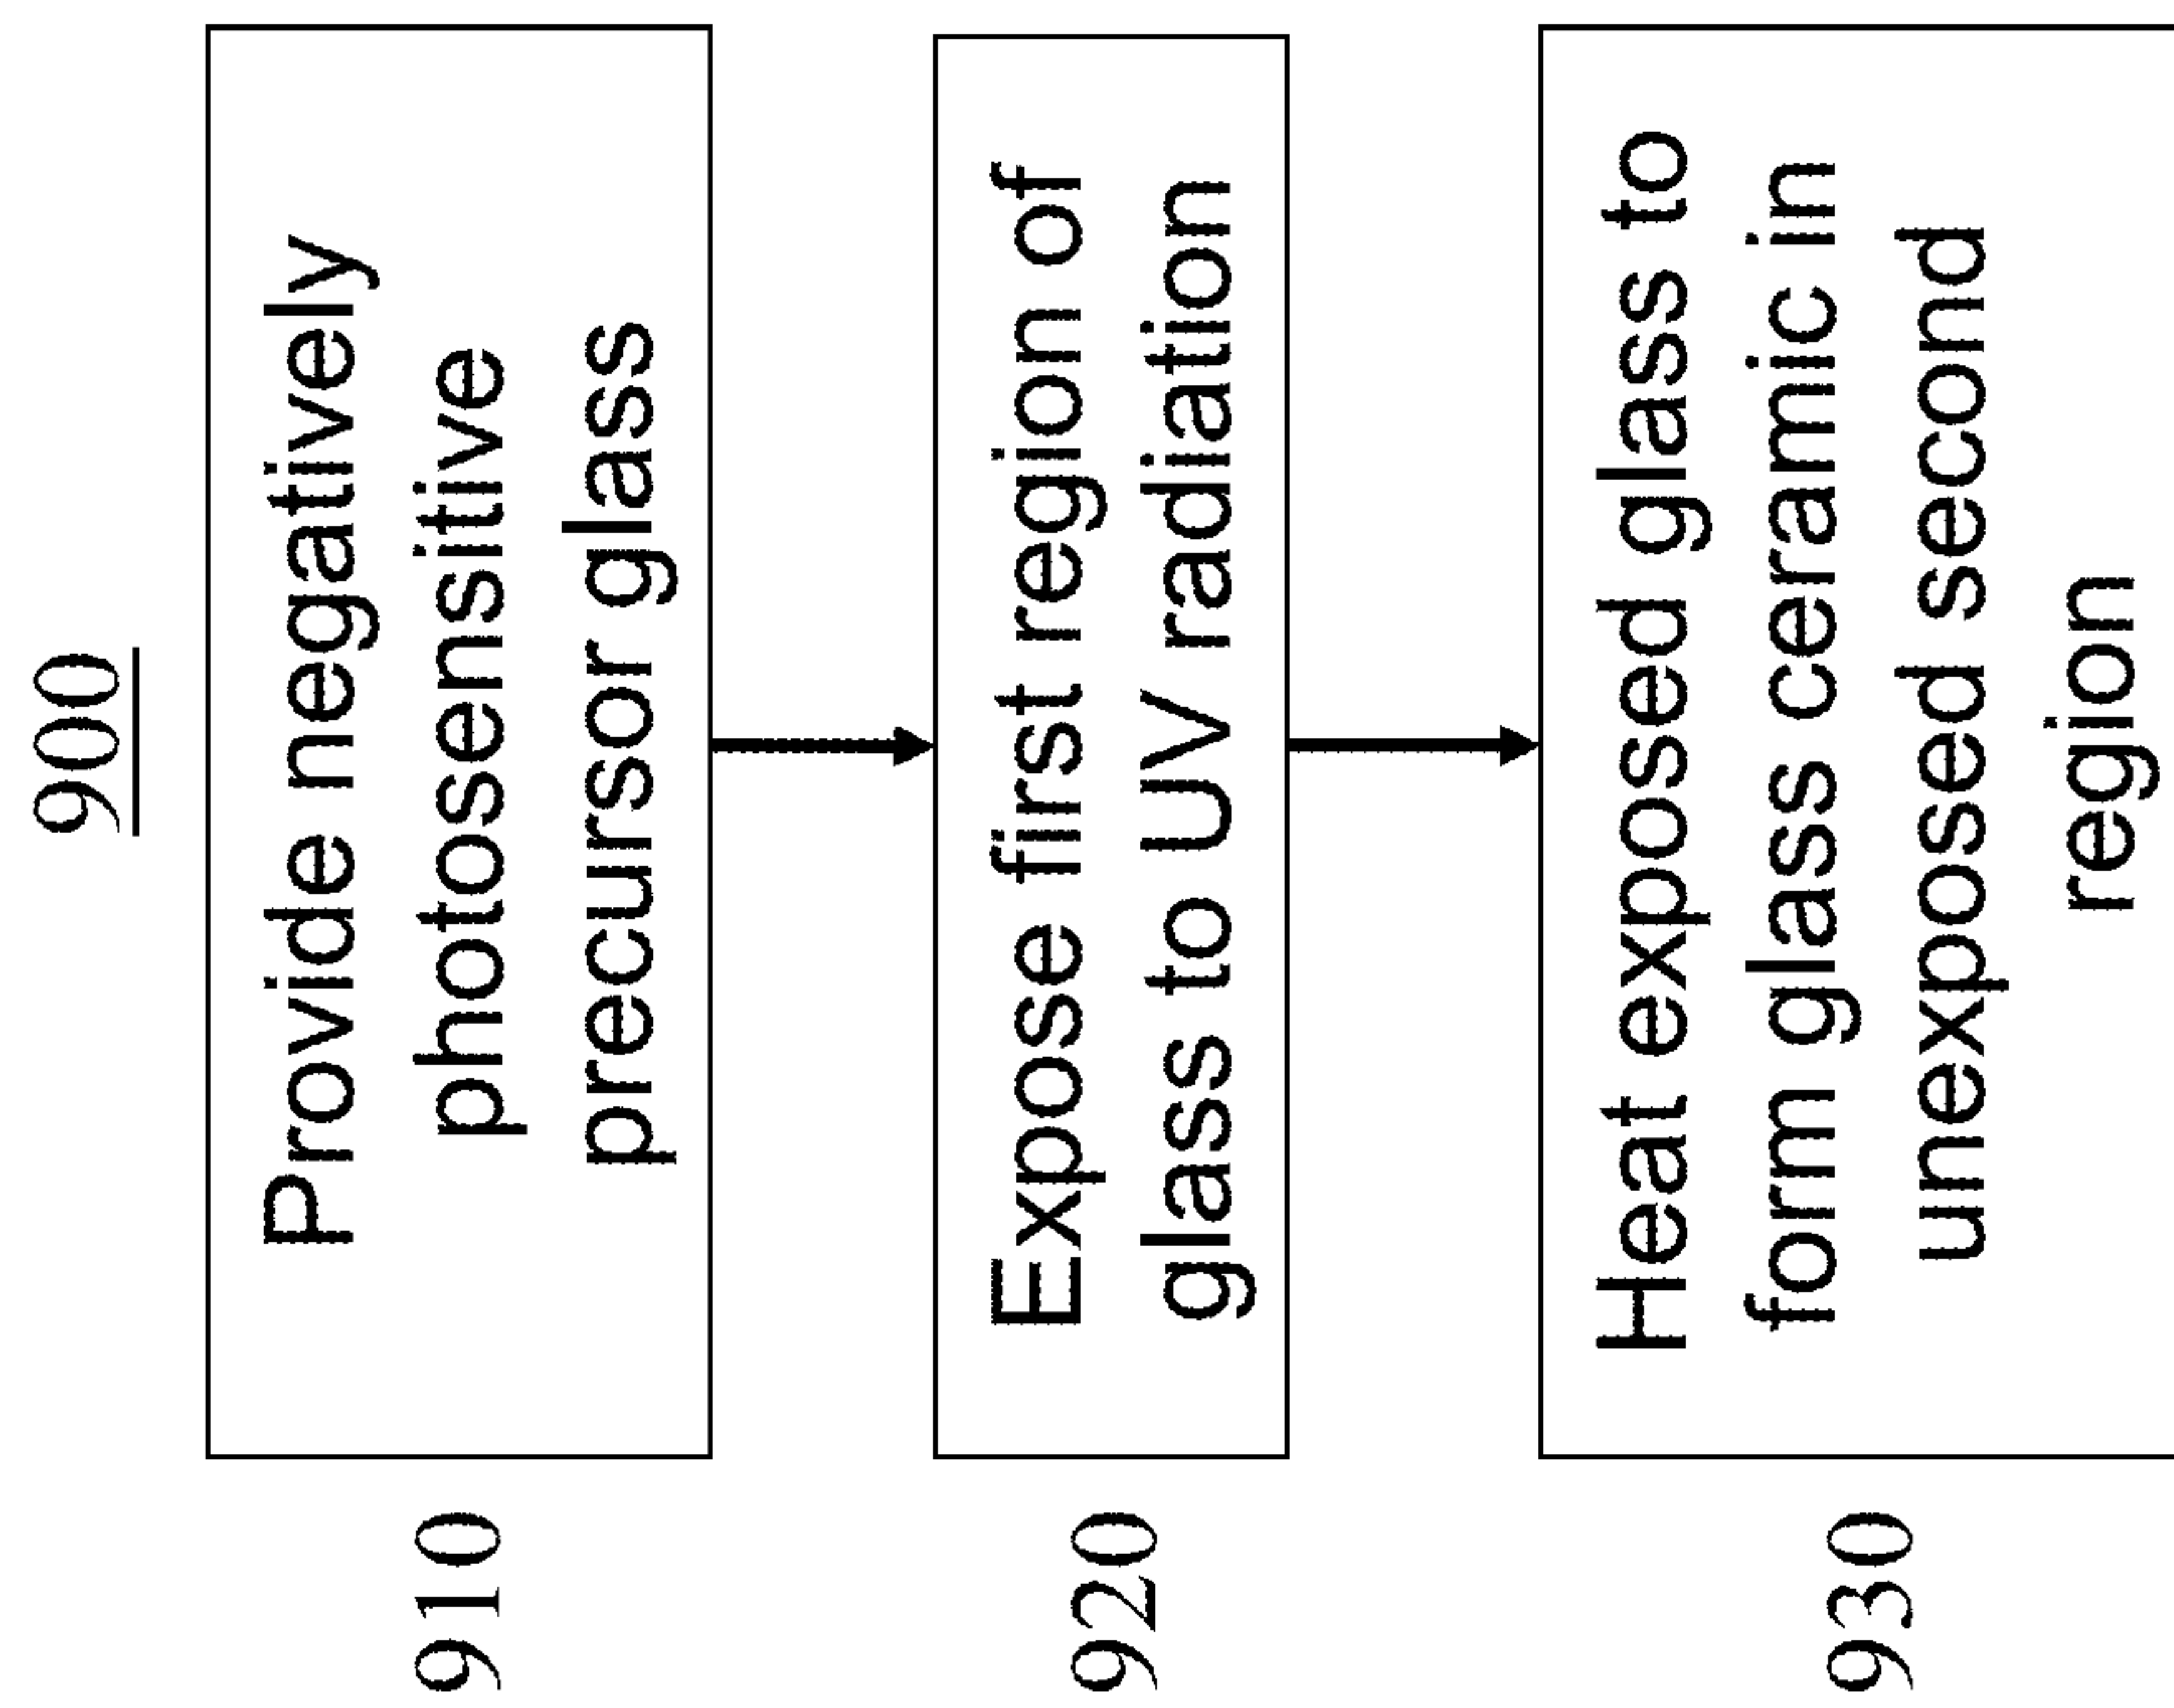 900
910
Provide negatively
photosensitive
precursor glass
920
Expose first region of
glass to UV radiation
930
Heat exposed glass to
form glass ceramic in
unexposed second
region